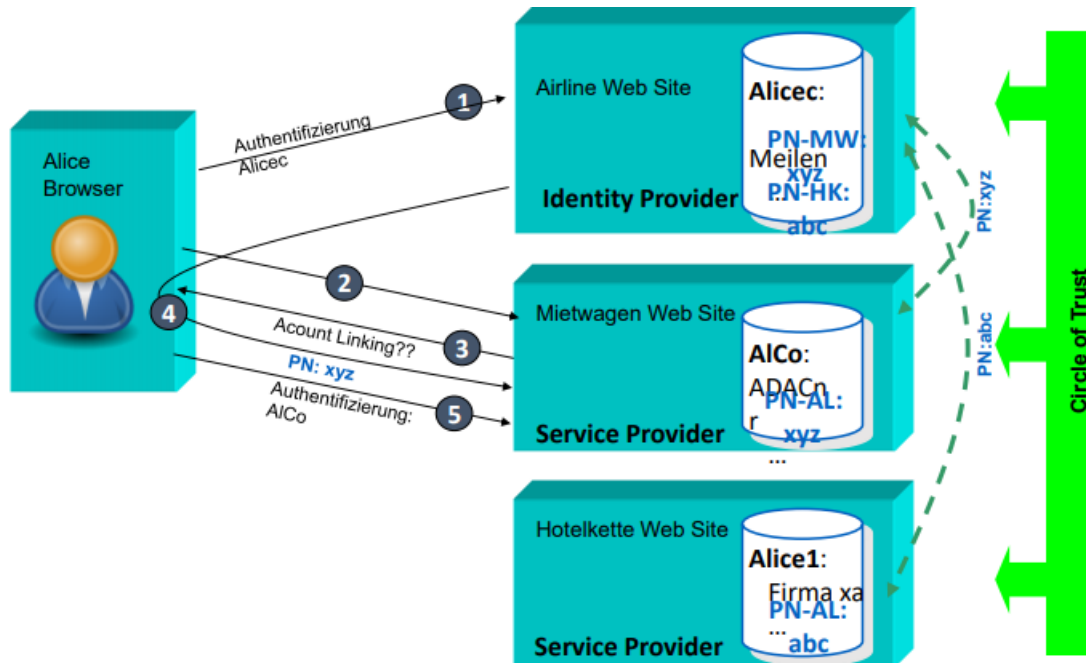 Alice
Browser
1
Authentifizierung
Alicec
2
Acount Linking??
3
4
PN: xyz
Authentifizierung:
AlCo
5
Airline Web Site
Identity Provider
Alicec:
PN-MW:
Meilen
xyz
...
PN-HK:
abc
Mietwagen Web Site
Service Provider
AlCo:
ADACn
PN-AL:
r
xyz
...
Hotelkette Web Site
Service Provider
Alice1:
Firma xa
PN-AL:
...
abc
PN:xyz
PN:abc
Circle of Trust